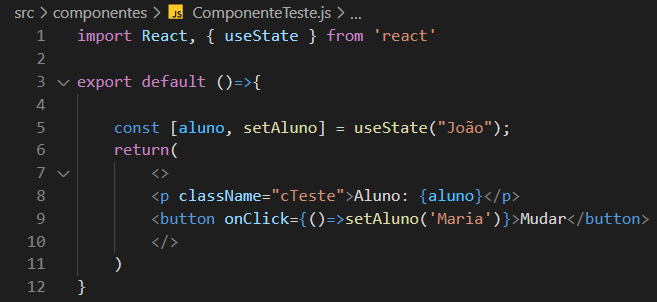 src > componentes > JS ComponenteTeste.js > ...
1 import React, { useState } from 'react'
2
3 export default ()=>{
4
5 const [aluno, setAluno] = useState("João");
6 return(
7 <>
8 <p className="cTeste">Aluno: {aluno}</p>
9 <button onClick={()=>setAluno('Maria')}>Mudar</button>
10 </>
11 )
12 }